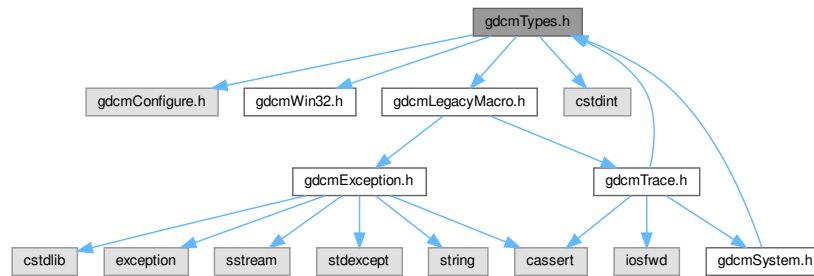 gdcmTypes.h
gdcmConfigure.h
gdcmWin32.h
gdcmLegacyMacro.h
cstdint
gdcmException.h
gdcmTrace.h
cstdlib
exception
sstream
stdexcept
string
cassert
iosfwd
gdcmSystem.h